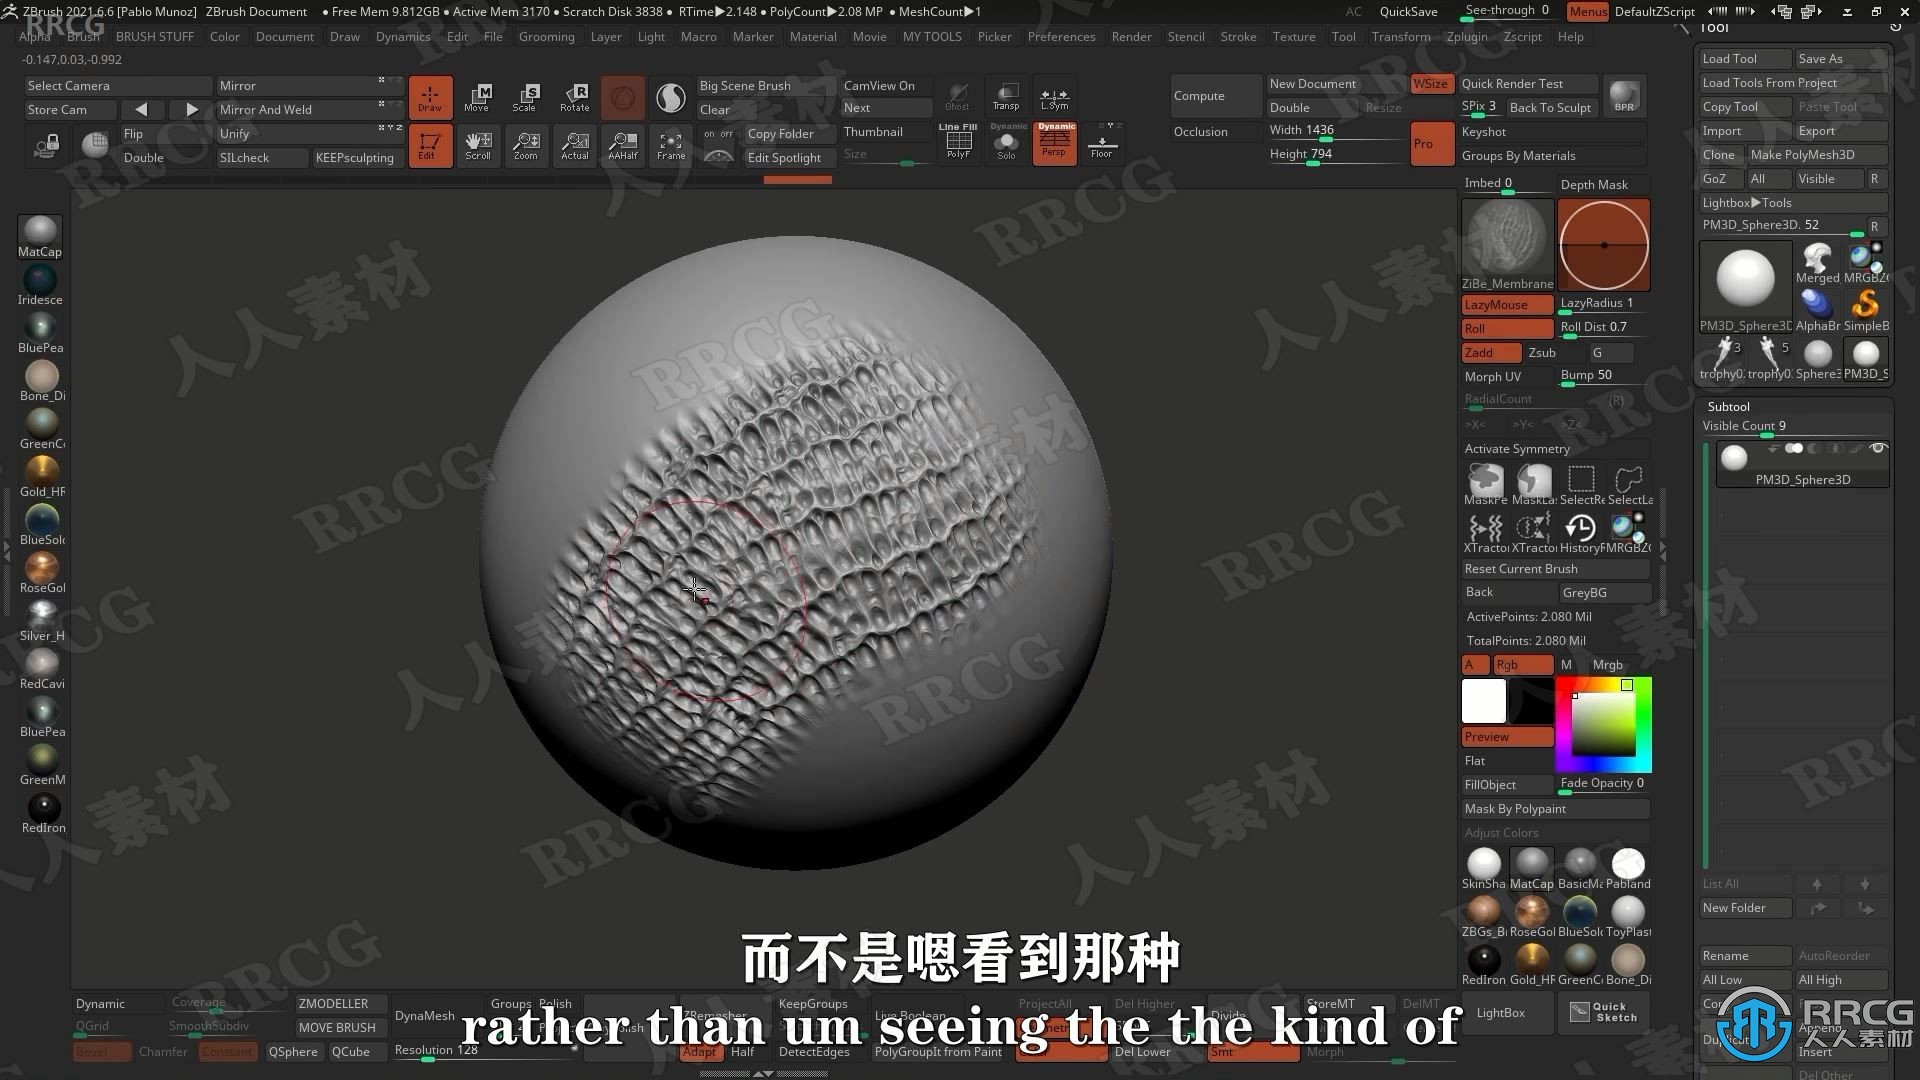 ZBrush 2021.6.6 [Pablo Munoz] ZBrush Document • Free Mem 9.812GB • Active Mem 3170 • Scratch Disk 3838 • RTime▶2.148 • PolyCount▶2.08 MP • MeshCount▶1
AC QuickSave See-through 0 Menus DefaultZScript
Alpha Brush BRUSH STUFF Color Document Draw Dynamics Edit File Grooming Layer Light Macro Marker Material Movie MY TOOLS Picker Preferences Render Stencil Stroke Texture Tool Transform Zplugin Zscript Help
-0.147,0.03,-0.992
Select Camera Mirror
Store Cam Mirror And Weld
Flip Unify
Double SILcheck KEEPsculpting
Draw Move Scale Rotate
Edit Scroll Zoom Actual AAHalf Frame
Big Scene Brush CamView On
Clear Next
on off Copy Folder Thumbnail
Edit Spotlight Size
Ghost Transp L.Sym
Line Fill PolyF Dynamic Solo Dynamic Persp Floor
Compute New Document WSize Quick Render Test
Double Resize SPix 3 Back To Sculpt BPR
Occlusion Width 1436 Pro Keyshot
Height 794 Groups By Materials
Imbed 0 Depth Mask
ZiBe_Membrane
LazyMouse LazyRadius 1
Roll Roll Dist 0.7
Zadd Zsub G
Morph UV Bump 50
RadialCount (R)
>X< >Y< >Z<
Activate Symmetry
MaskPe MaskLa SelectRe SelectLa
XTracto XTracto HistoryF MRGBZG
Reset Current Brush
Back GreyBG
ActivePoints: 2.080 Mil
TotalPoints: 2.080 Mil
A Rgb M Mrgb
Preview
Flat
FillObject Fade Opacity 0
Mask By Polypaint
Adjust Colors
SkinSha MatCap BasicMa Pabland
ZBGs_Bi RoseGol BlueSolc ToyPlast
RedIron Gold_HF GreenC Bone_Di
LightBox Quick Sketch
MatCap
Iridesce
BluePea
Bone_Di
GreenCo
Gold_HR
BlueSolc
RoseGol
Silver_H
RedCavi
BluePea
GreenM
RedIron
Tool
Load Tool Save As
Load Tools From Project
Copy Tool Paste Tool
Import Export
Clone Make PolyMesh3D
GoZ All Visible R
Lightbox▶Tools
PM3D_Sphere3D. 52 R
PM3D_Sphere3D Merged MRGBZG
AlphaBr SimpleB
3 5
trophy0. trophy0. Sphere3 PM3D_S
Subtool
Visible Count 9
PM3D_Sphere3D
List All
New Folder
Rename AutoReorder
All Low All High
Append
Insert
Del Other
Dynamic Coverage ZMODELLER Groups Polish KeepGroups ProjectAll Del Higher StoreMT DelMT
QGrid SmoothSubdiv MOVE BRUSH DynaMesh ZRemesher Live Boolean Divide
Bevel Chamfer Constant QSphere QCube Resolution 128 Adapt Half DetectEdges PolyGroupIt from Paint Del Lower Smt Morph
而不是嗯看到那种
rather than um seeing the the kind of
RRCG
人人素材